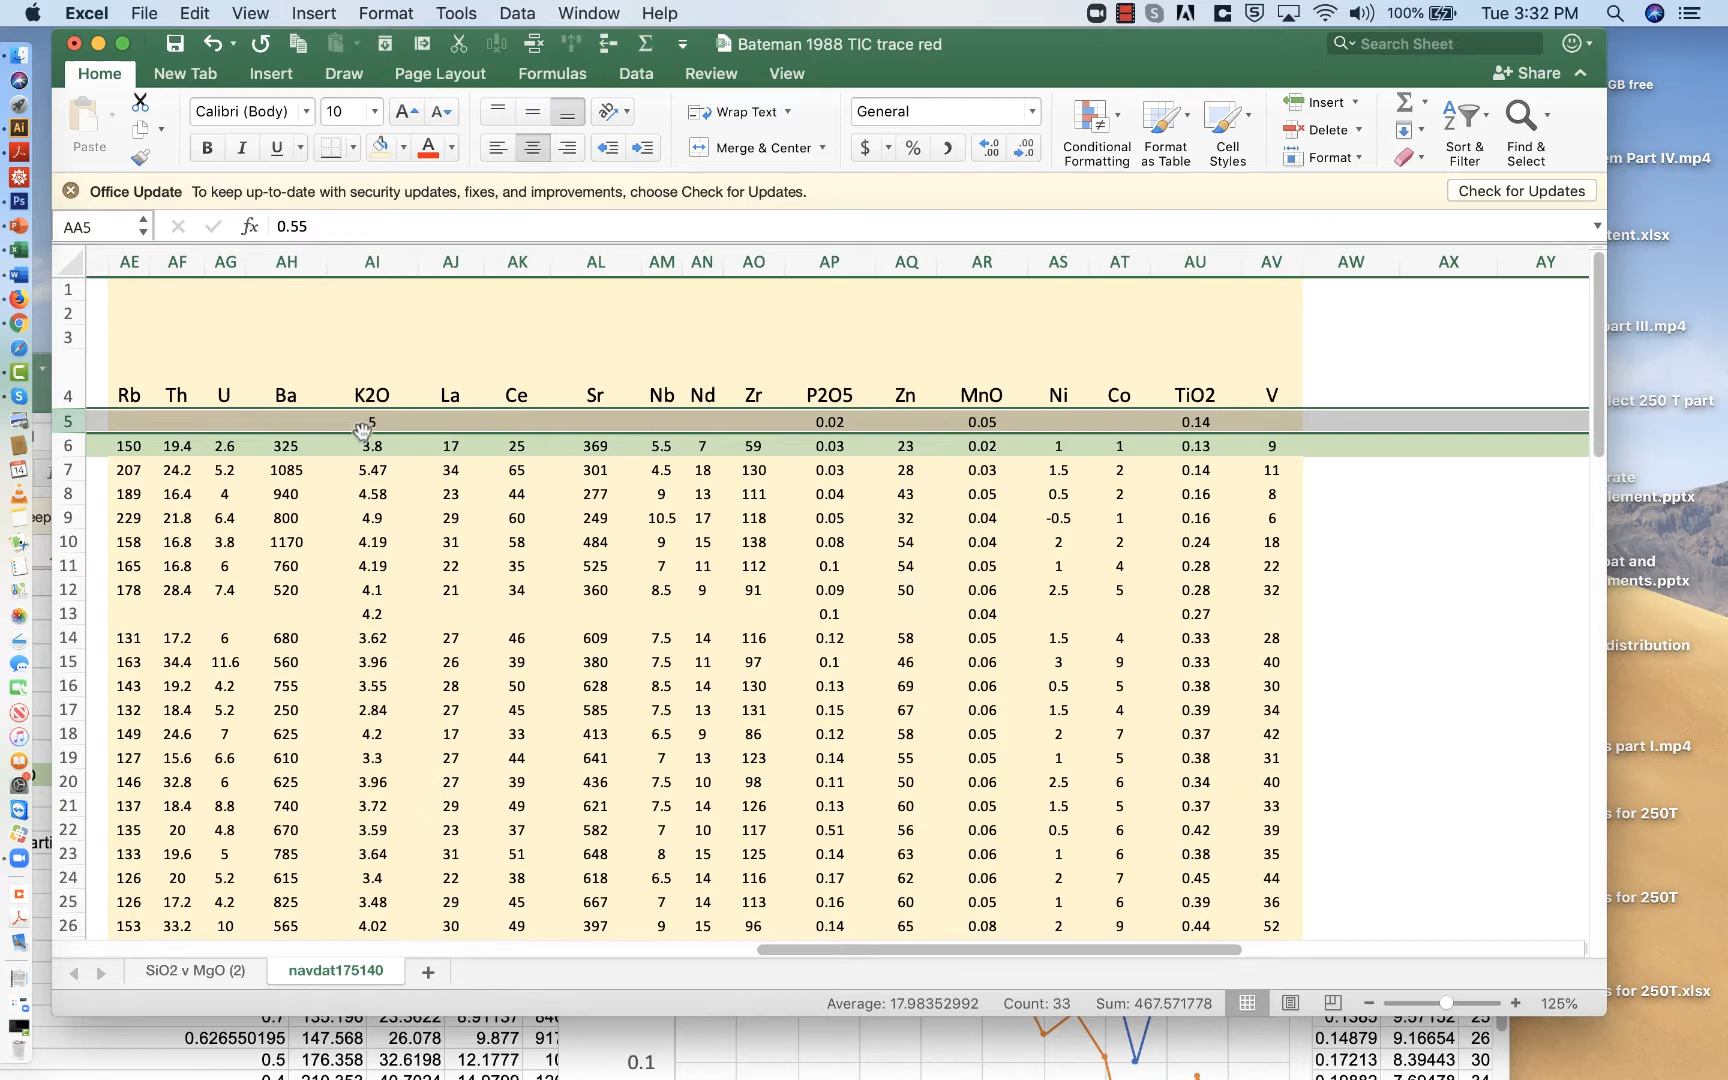 Excel File Edit View Insert Format Tools Data Window Help 100% Tue 3:32 PM
Bateman 1988 TIC trace red Search Sheet
Home New Tab Insert Draw Page Layout Formulas Data Review View Share
Paste Calibri (Body) 10 Wrap Text Merge & Center General Conditional Formatting Format as Table Cell Styles Insert Delete Format Sort & Filter Find & Select
Office Update To keep up-to-date with security updates, fixes, and improvements, choose Check for Updates. Check for Updates
AA5 fx 0.55
AE AF AG AH AI AJ AK AL AM AN AO AP AQ AR AS AT AU AV AW AX AY
1
2
3
4 Rb Th U Ba K2O La Ce Sr Nb Nd Zr P2O5 Zn MnO Ni Co TiO2 V
5 5 0.02 0.05 0.14
6 150 19.4 2.6 325 3.8 17 25 369 5.5 7 59 0.03 23 0.02 1 1 0.13 9
7 207 24.2 5.2 1085 5.47 34 65 301 4.5 18 130 0.03 28 0.03 1.5 2 0.14 11
8 189 16.4 4 940 4.58 23 44 277 9 13 111 0.04 43 0.05 0.5 2 0.16 8
9 229 21.8 6.4 800 4.9 29 60 249 10.5 17 118 0.05 32 0.04 -0.5 1 0.16 6
10 158 16.8 3.8 1170 4.19 31 58 484 9 15 138 0.08 54 0.04 2 2 0.24 18
11 165 16.8 6 760 4.19 22 35 525 7 11 112 0.1 54 0.05 1 4 0.28 22
12 178 28.4 7.4 520 4.1 21 34 360 8.5 9 91 0.09 50 0.06 2.5 5 0.28 32
13 4.2 0.1 0.04 0.27
14 131 17.2 6 680 3.62 27 46 609 7.5 14 116 0.12 58 0.05 1.5 4 0.33 28
15 163 34.4 11.6 560 3.96 26 39 380 7.5 11 97 0.1 46 0.06 3 9 0.33 40
16 143 19.2 4.2 755 3.55 28 50 628 8.5 14 130 0.13 69 0.06 0.5 5 0.38 30
17 132 18.4 5.2 250 2.84 27 45 585 7.5 13 131 0.15 67 0.06 1.5 4 0.39 34
18 149 24.6 7 625 4.2 17 33 413 6.5 9 86 0.12 58 0.05 2 7 0.37 42
19 127 15.6 6.6 610 3.3 27 44 641 7 13 123 0.14 55 0.05 1 5 0.38 31
20 146 32.8 6 625 3.96 27 39 436 7.5 10 98 0.11 50 0.06 2.5 6 0.34 40
21 137 18.4 8.8 740 3.72 29 49 621 7.5 14 126 0.13 60 0.05 1.5 5 0.37 33
22 135 20 4.8 670 3.59 23 37 582 7 10 117 0.51 56 0.06 0.5 6 0.42 39
23 133 19.6 5 785 3.64 31 51 648 8 15 125 0.14 63 0.06 1 6 0.38 35
24 126 20 5.2 615 3.4 22 38 618 6.5 14 116 0.17 62 0.06 2 7 0.45 44
25 126 17.2 4.2 825 3.48 29 45 667 7 14 113 0.16 60 0.05 1 6 0.39 36
26 153 33.2 10 565 4.02 30 49 397 9 15 96 0.14 65 0.08 2 9 0.44 52
SiO2 v MgO (2) navdat175140
Average: 17.98352992 Count: 33 Sum: 467.571778 125%
0.626550195 147.568 26.078 9.877 0.14879 9.16654 26
0.5 176.358 32.6198 12.1777 0.1 0.17213 8.39443 30
GB free
em Part IV.mp4
tent.xlsx
part III.mp4
lect 250 T part
rate
lement.pptx
pat and
ments.pptx
distribution
s part I.mp4
s for 250T
s for 250T
s for 250T.xlsx